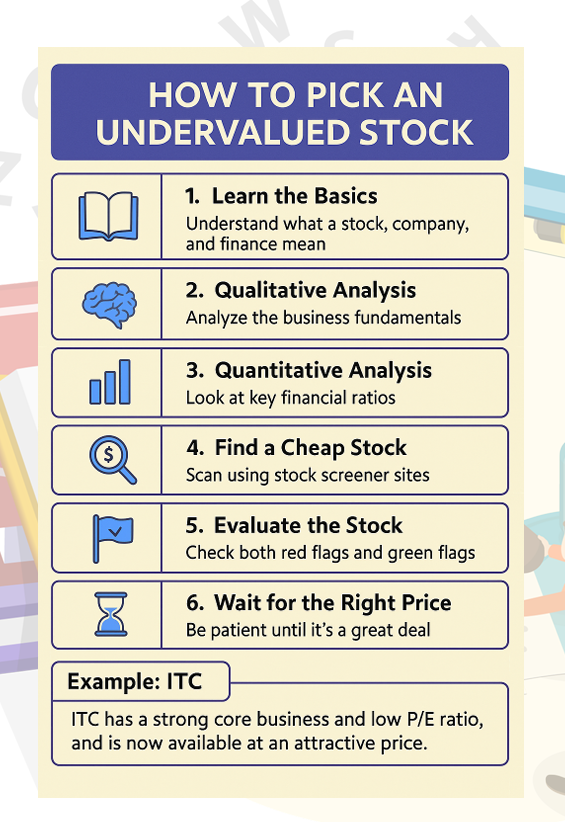 HOW TO PICK AN
UNDERVALUED STOCK
1. Learn the Basics
Understand what a stock, company,
and finance mean
2. Qualitative Analysis
Analyze the business fundamentals
3. Quantitative Analysis
Look at key financial ratios
$
4. Find a Cheap Stock
Scan using stock screener sites
5. Evaluate the Stock
Check both red flags and green flags
6. Wait for the Right Price
Be patient until it's a great deal
Example: ITC
ITC has a strong core business and low P/E ratio,
and is now available at an attractive price.